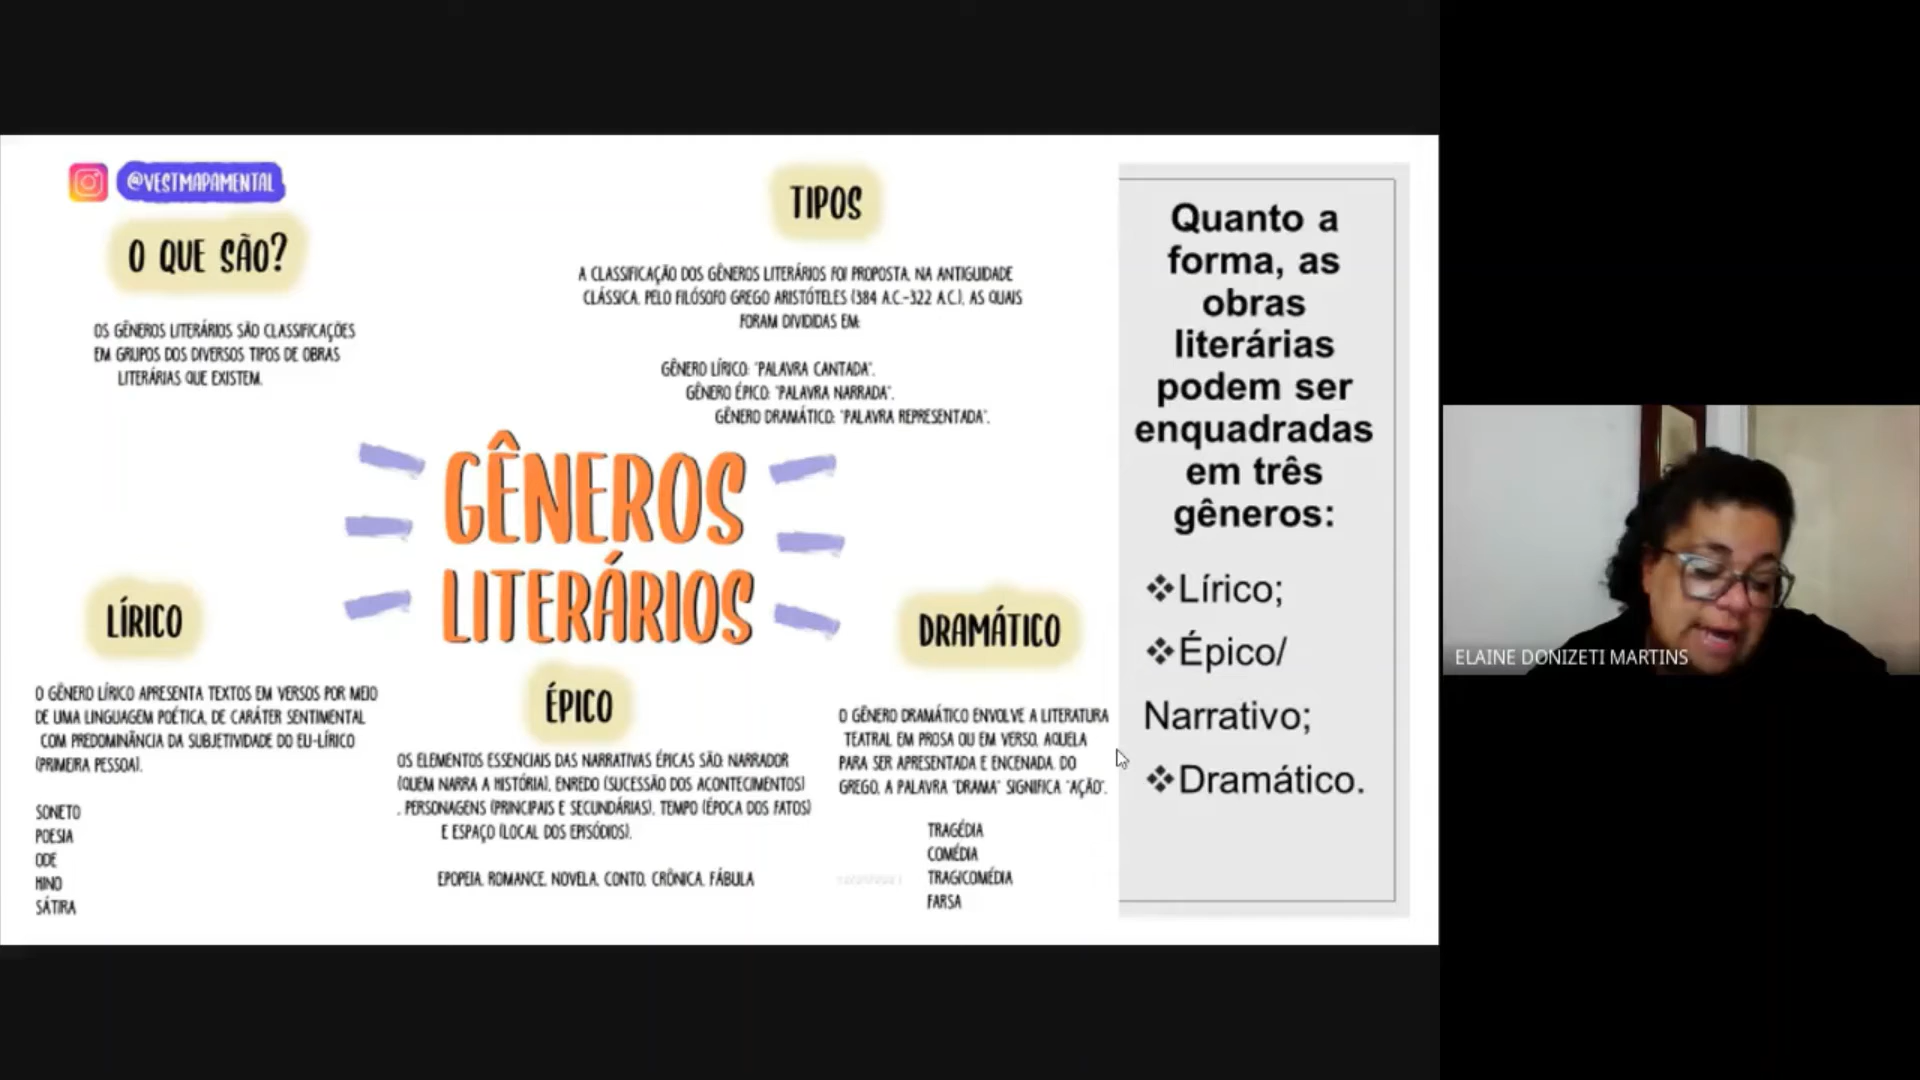 @VESTMAPAMENTAL
O QUE SÃO?
OS GÊNEROS LITERÁRIOS SÃO CLASSIFICAÇÕES
EM GRUPOS DOS DIVERSOS TIPOS DE OBRAS
LITERÁRIAS QUE EXISTEM.
TIPOS
A CLASSIFICAÇÃO DOS GÊNEROS LITERÁRIOS FOI PROPOSTA, NA ANTIGUIDADE
CLÁSSICA, PELO FILÓSOFO GREGO ARISTÓTELES (384 A.C.-322 A.C.), AS QUAIS
FORAM DIVIDIDAS EM:
GÊNERO LÍRICO: "PALAVRA CANTADA".
GÊNERO ÉPICO: "PALAVRA NARRADA".
GÊNERO DRAMÁTICO: "PALAVRA REPRESENTADA".
GÊNEROS
LITERÁRIOS
LÍRICO
O GÊNERO LÍRICO APRESENTA TEXTOS EM VERSOS POR MEIO
DE UMA LINGUAGEM POÉTICA, DE CARÁTER SENTIMENTAL
COM PREDOMINÂNCIA DA SUBJETIVIDADE DO EU-LÍRICO
(PRIMEIRA PESSOA).
SONETO
POESIA
ODE
HINO
SÁTIRA
ÉPICO
OS ELEMENTOS ESSENCIAIS DAS NARRATIVAS ÉPICAS SÃO: NARRADOR
(QUEM NARRA A HISTÓRIA), ENREDO (SUCESSÃO DOS ACONTECIMENTOS)
, PERSONAGENS (PRINCIPAIS E SECUNDÁRIAS), TEMPO (ÉPOCA DOS FATOS)
E ESPAÇO (LOCAL DOS EPISÓDIOS).
EPOPEIA, ROMANCE, NOVELA, CONTO, CRÔNICA, FÁBULA
DRAMÁTICO
O GÊNERO DRAMÁTICO ENVOLVE A LITERATURA
TEATRAL EM PROSA OU EM VERSO, AQUELA
PARA SER APRESENTADA E ENCENADA. DO
GREGO, A PALAVRA "DRAMA" SIGNIFICA "AÇÃO".
TRAGÉDIA
COMÉDIA
TRAGICOMÉDIA
FARSA
Quanto a
forma, as
obras
literárias
podem ser
enquadradas
em três
gêneros:
❖Lírico;
❖Épico/
Narrativo;
❖Dramático.
ELAINE DONIZETI MARTINS